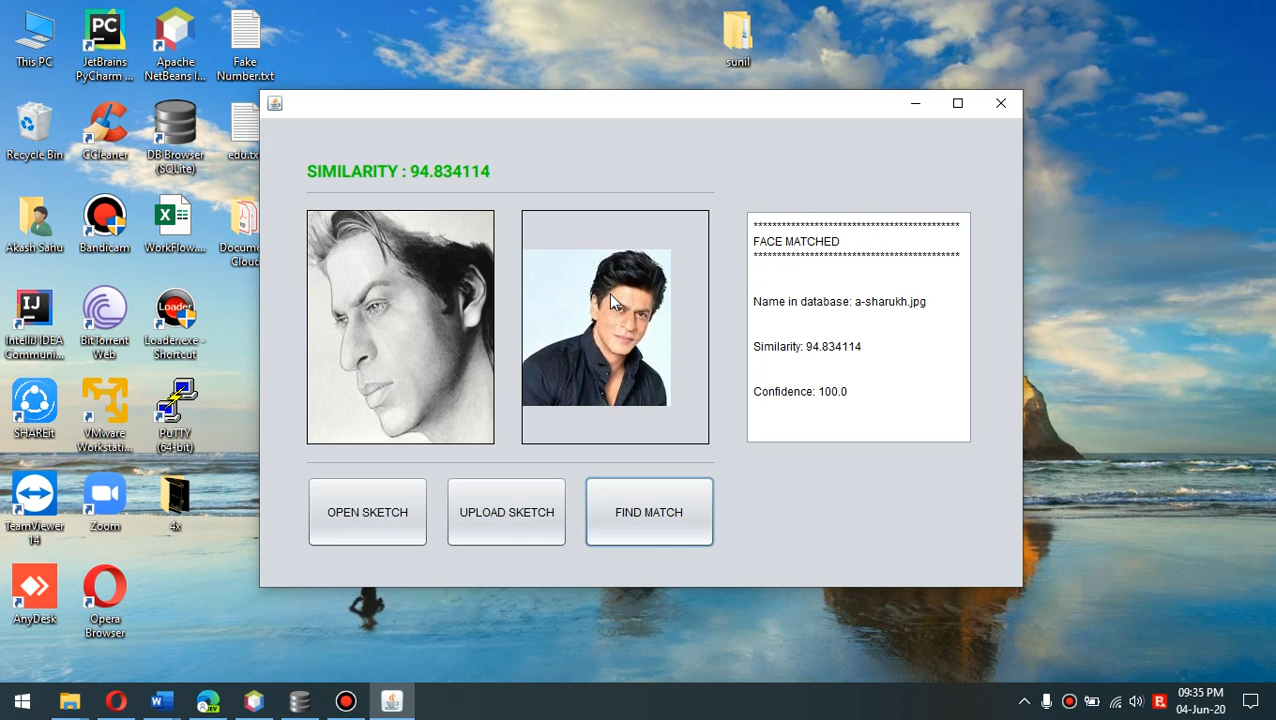 This PC
JetBrains
PyCharm ...
Apache
NetBeans I...
Fake
Number.txt
sunil
Recycle Bin
CCleaner
DB Browser
(SQLite)
edu.tx
Akash Sahu
Bandicam
WorkFlow....
Docum
Cloud
IntelliJ IDEA
Communi...
BitTorrent
Web
Loader.exe -
Shortcut
SHAREit
VMware
Workstati...
PuTTY
(64-bit)
TeamViewer
14
Zoom
4x
AnyDesk
Opera
Browser
SIMILARITY : 94.834114
********************************************
FACE MATCHED
********************************************
Name in database: a-sharukh.jpg
Similarity: 94.834114
Confidence: 100.0
OPEN SKETCH
UPLOAD SKETCH
FIND MATCH
09:35 PM
04-Jun-20